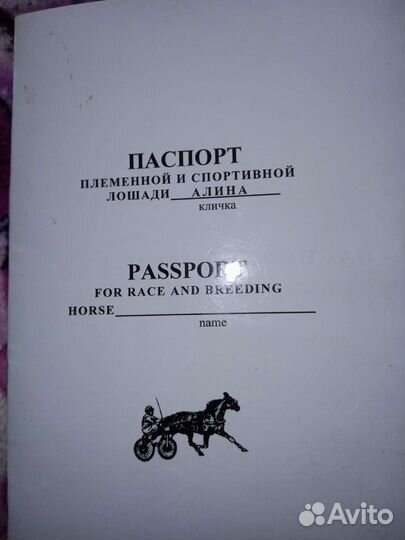 ПАСПОРТ
ПЛЕМЕННОЙ И СПОРТИВНОЙ
ЛОШАДИ АЛИНА
кличка
PASSPORT
FOR RACE AND BREEDING
HORSE
name
Avito